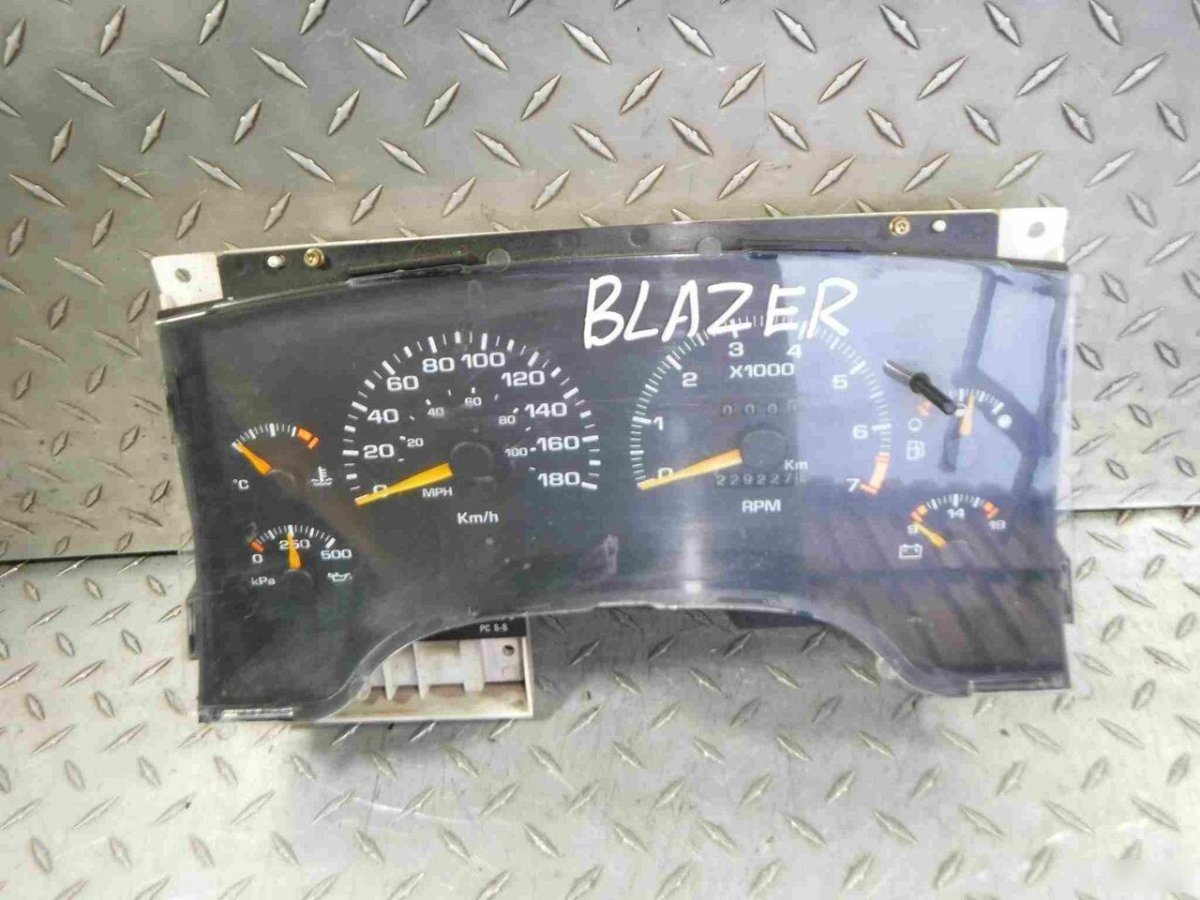 BLAZER
0 20 40 60 80 100 120 140 160 180
20 40 60 80 100
MPH
Km/h
0 1 2 3 4 5 6 7
X1000
Km
229227
RPM
°C
0 250 500
kPa
9 14 19
PC S-S